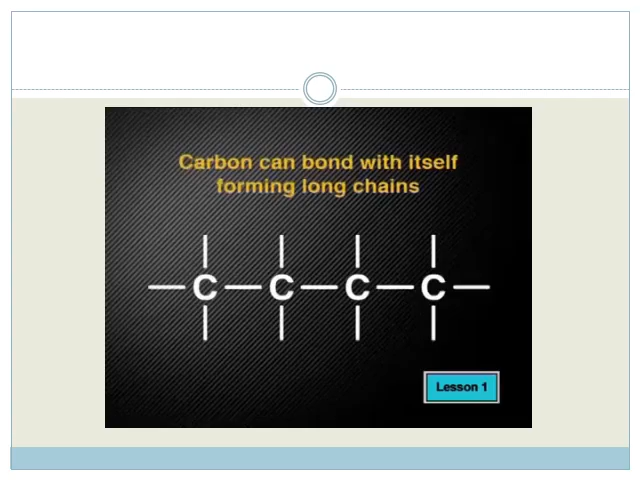 Carbon can bond with itself
forming long chains
C C C C
Lesson 1